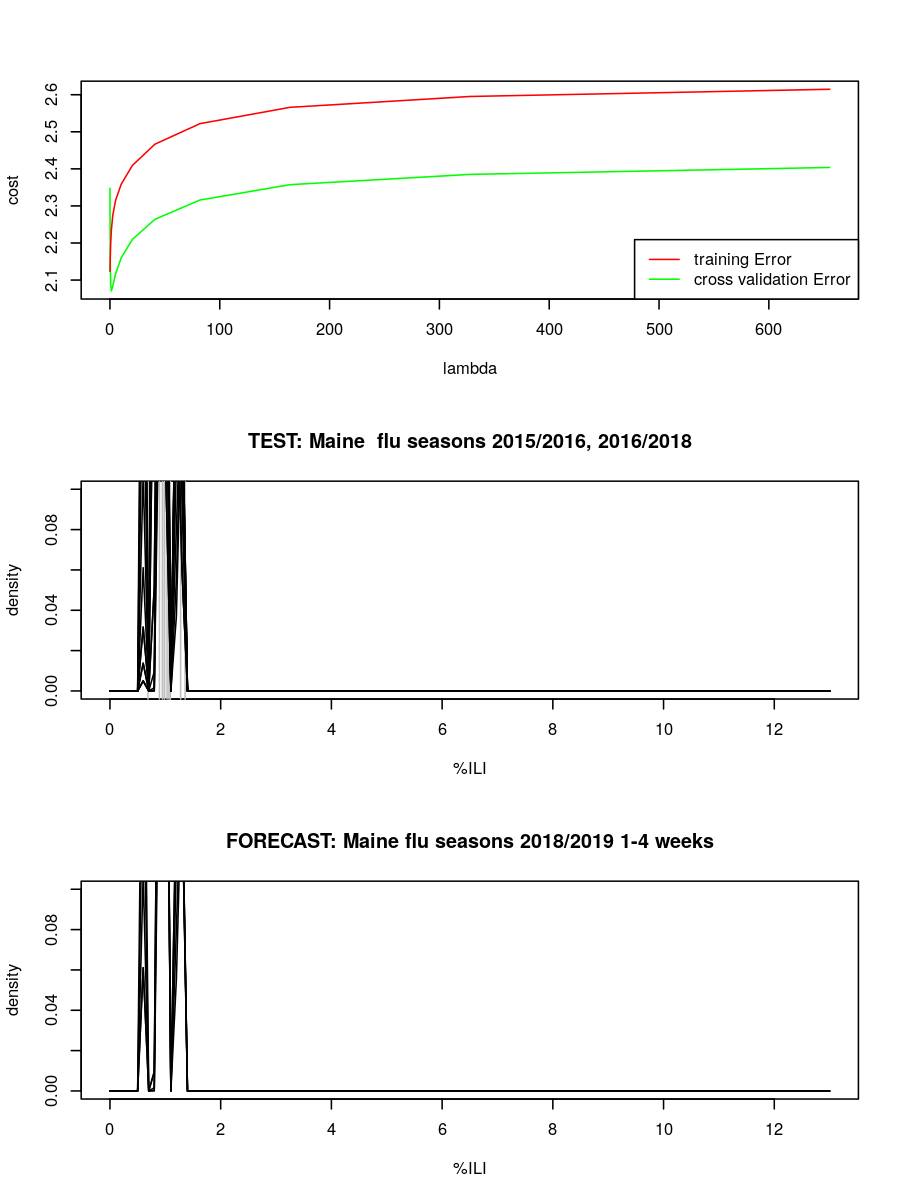 2.6
2.5
2.4
2.3
2.2
2.1
cost
training Error
cross validation Error
0 100 200 300 400 500 600
lambda
TEST: Maine  flu seasons 2015/2016, 2016/2018
0.08
0.04
0.00
density
0 2 4 6 8 10 12
%ILI
FORECAST: Maine flu seasons 2018/2019 1-4 weeks
0.08
0.04
0.00
density
0 2 4 6 8 10 12
%ILI